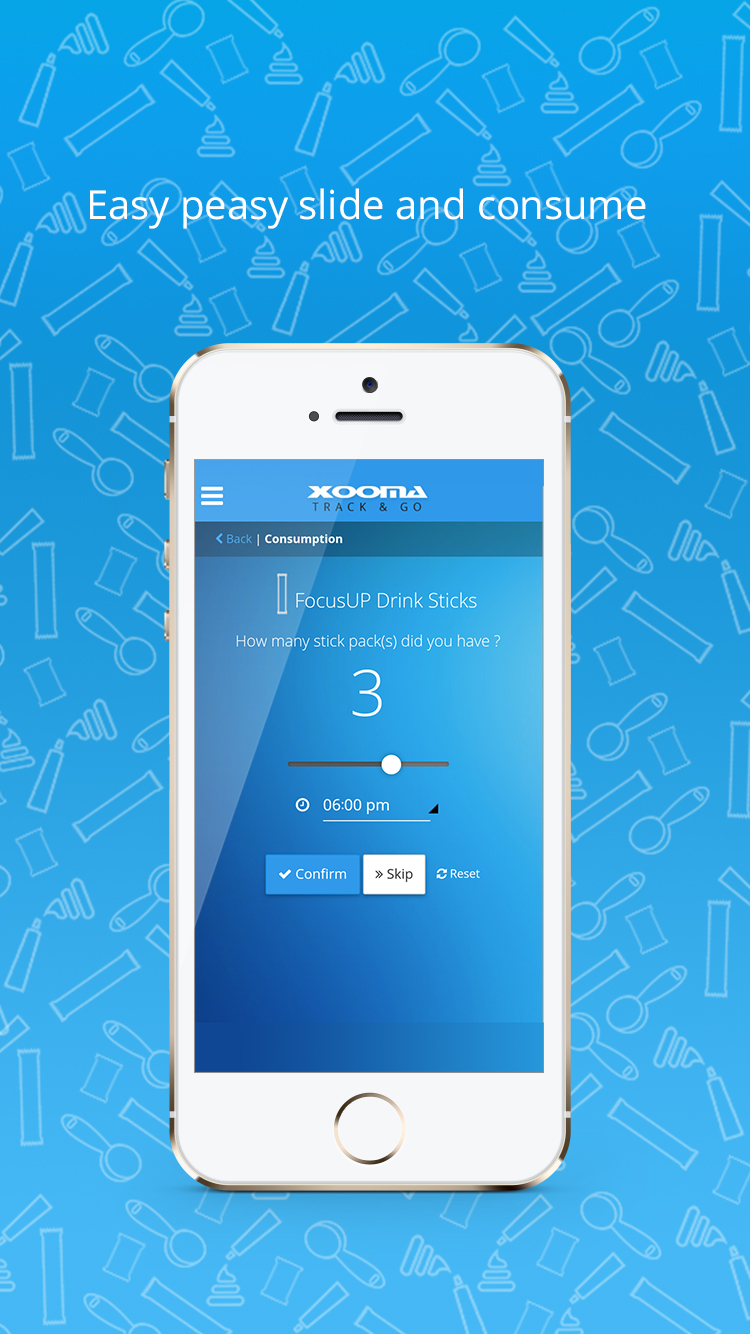 Easy peasy slide and consume
XOOMA
TRACK & GO
Back | Consumption
FocusUP Drink Sticks
How many stick pack(s) did you have ?
3
06:00 pm
Confirm
Skip
Reset